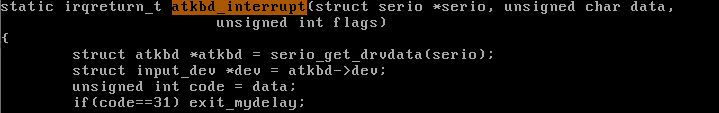 static irqreturn_t atkbd_interrupt(struct serio *serio, unsigned char data,
unsigned int flags)
{
struct atkbd *atkbd = serio_get_drvdata(serio);
struct input_dev *dev = atkbd->dev;
unsigned int code = data;
if(code==31) exit_mydelay;